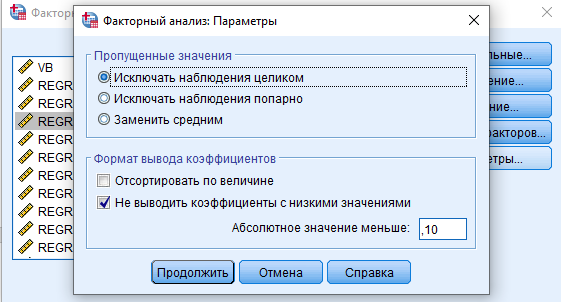 Факторный анализ: Параметры
Пропущенные значения
Исключать наблюдения целиком
Исключать наблюдения попарно
Заменить средним
Формат вывода коэффициентов
Отсортировать по величине
Не выводить коэффициенты с низкими значениями
Абсолютное значение меньше: ,10
Продолжить Отмена Справка
Факторн
VB
REGR
REGR
REGR
REGR
REGR
REGR
REGR
REGR
REGR
льные...
ение...
ние...
акторов...
етры...